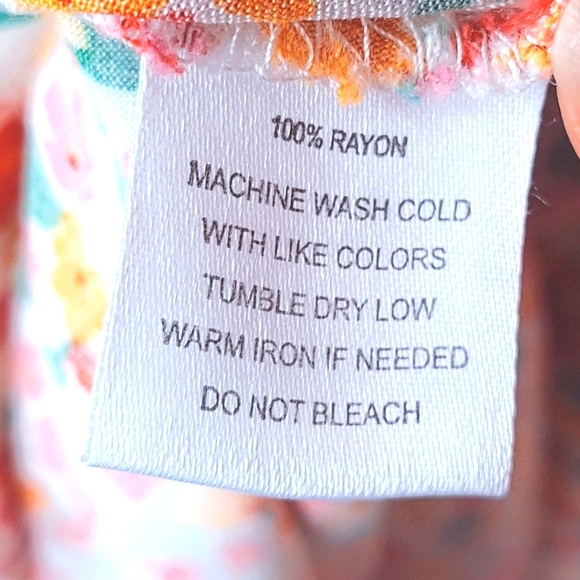 100% RAYON
MACHINE WASH COLD
WITH LIKE COLORS
TUMBLE DRY LOW
WARM IRON IF NEEDED
DO NOT BLEACH